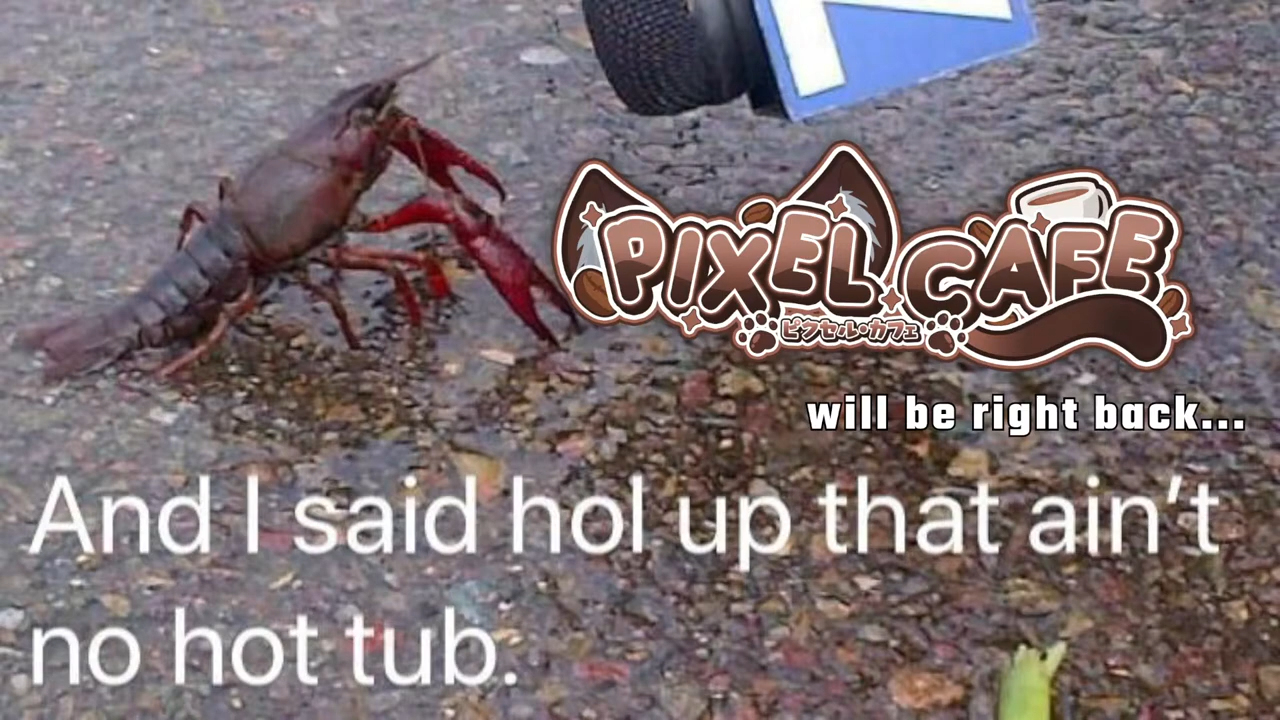 PIXEL CAFE
ピクセル・カフェ
will be right back...
And I said hol up that ain't
no hot tub.